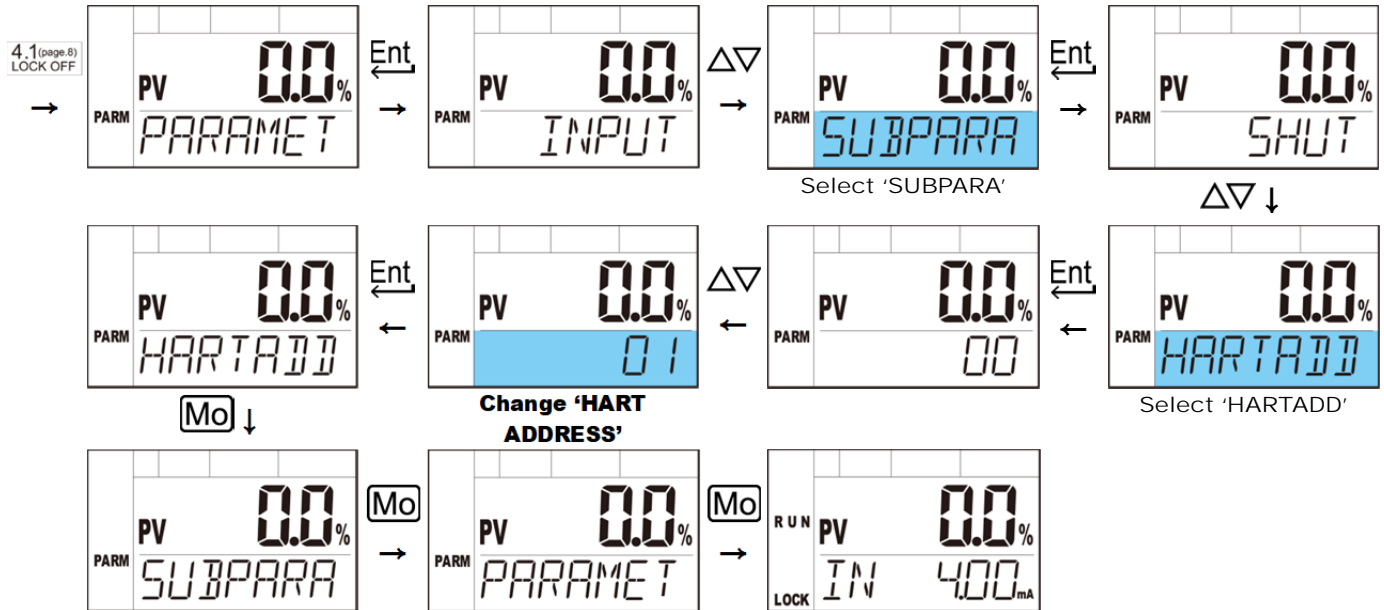 4.1(page.8)
LOCK OFF
→
PARM
PV
0.0%
PARAMET
Ent
→
PARM
PV
0.0%
INPUT
△▽
→
PARM
PV
0.0%
SUBPARA
Select ‘SUBPARA’
Ent
→
PARM
PV
0.0%
SHUT
△▽ ↓
PARM
PV
0.0%
HARTADD
Select ‘HARTADD’
Ent
←
PARM
PV
0.0%
00
△▽
←
PARM
PV
0.0%
01
Change ‘HART
ADDRESS’
Ent
←
PARM
PV
0.0%
HARTADD
Mo ↓
PARM
PV
0.0%
SUBPARA
Mo
→
PARM
PV
0.0%
PARAMET
Mo
→
RUN
PV
0.0%
LOCK
IN 4.00mA